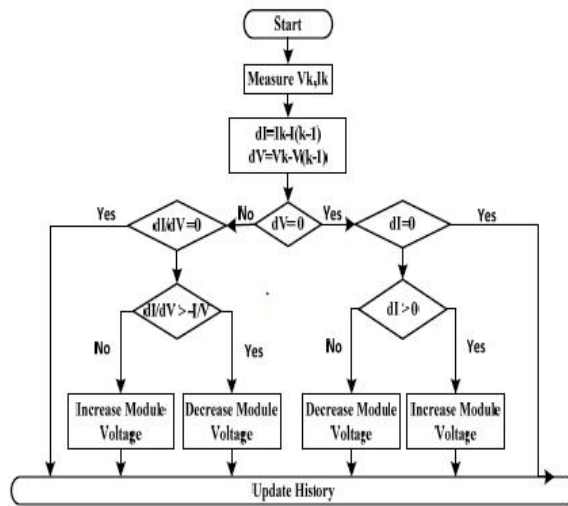 Start
Measure Vk,Ik
dI=Ik-I(k-1)
dV=Vk-V(k-1)
Yes
No
Yes
Yes
dI/dV=0
dV=0
dI=0
dI/dV>-I/V
dI>0
No
Yes
No
Yes
Increase Module
Voltage
Decrease Module
Voltage
Decrease Module
Voltage
Increase Module
Voltage
Update History